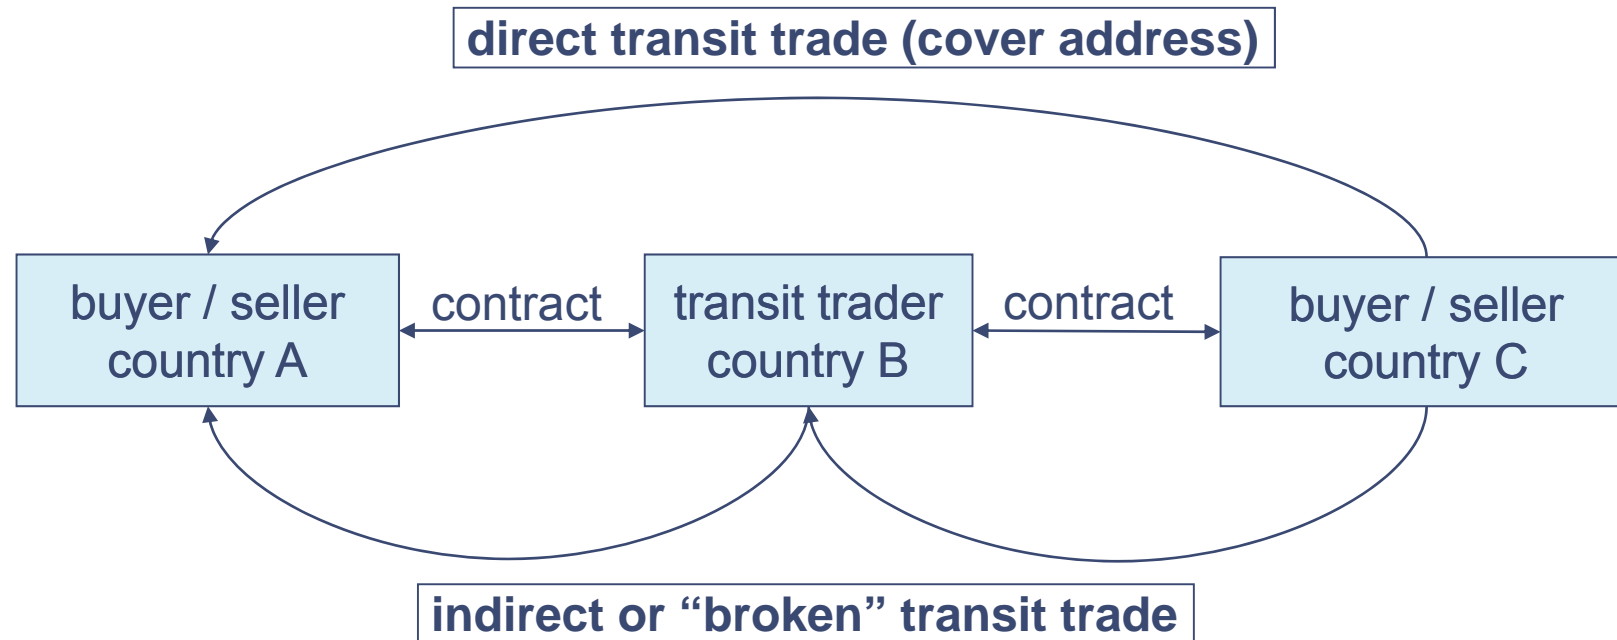 direct transit trade (cover address)
buyer / seller
country A
contract
transit trader
country B
contract
buyer / seller
country C
indirect or “broken” transit trade